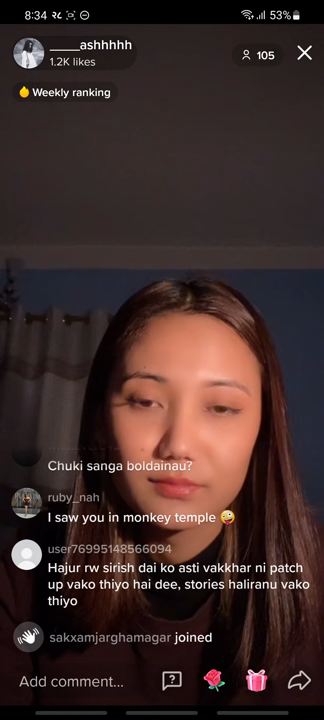 8:34 २८ 53%
____ashhhhh
1.2K likes
105
Weekly ranking
Chuki sanga boldainau?
ruby_nah
I saw you in monkey temple 🤪
user76995148566094
Hajur rw sirish dai ko asti vakkhar ni patch
up vako thiyo hai dee, stories haliranu vako
thiyo
sakxamjarghamagar joined
Add comment...